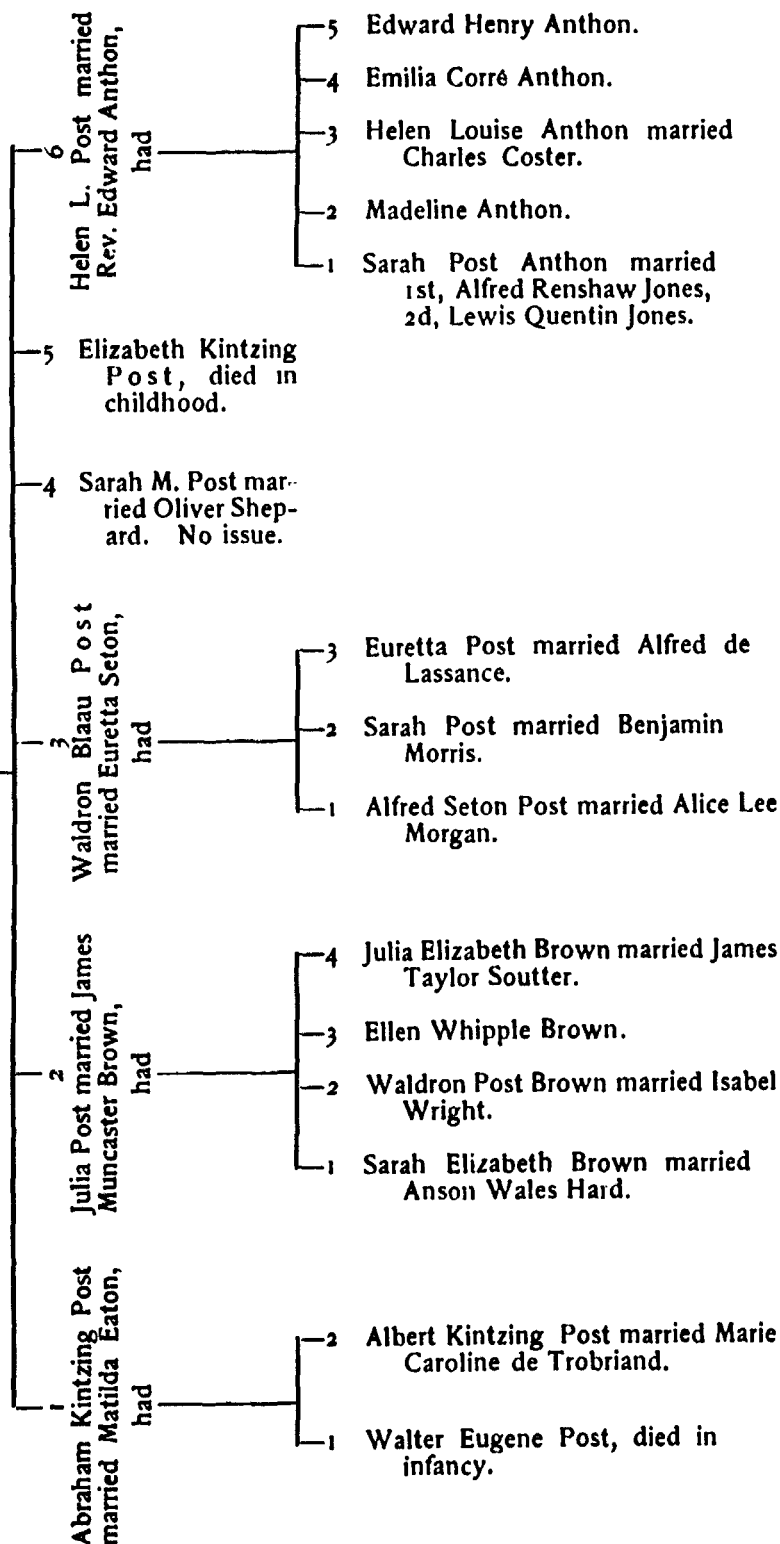 6
Helen L. Post married
Rev. Edward Anthon,
had
5 Edward Henry Anthon.
4 Emilia Corré Anthon.
3 Helen Louise Anthon married
Charles Coster.
2 Madeline Anthon.
1 Sarah Post Anthon married
1st, Alfred Renshaw Jones,
2d, Lewis Quentin Jones.
5 Elizabeth Kintzing
Post, died in
childhood.
4 Sarah M. Post mar-
ried Oliver Shep-
ard. No issue.
3
Waldron Blaau Post
married Euretta Seton,
had
3 Euretta Post married Alfred de
Lassance.
2 Sarah Post married Benjamin
Morris.
1 Alfred Seton Post married Alice Lee
Morgan.
2
Julia Post married James
Muncaster Brown,
had
4 Julia Elizabeth Brown married James
Taylor Soutter.
3 Ellen Whipple Brown.
2 Waldron Post Brown married Isabel
Wright.
1 Sarah Elizabeth Brown married
Anson Wales Hard.
1
Abraham Kintzing Post
married Matilda Eaton,
had
2 Albert Kintzing Post married Marie
Caroline de Trobriand.
1 Walter Eugene Post, died in
infancy.